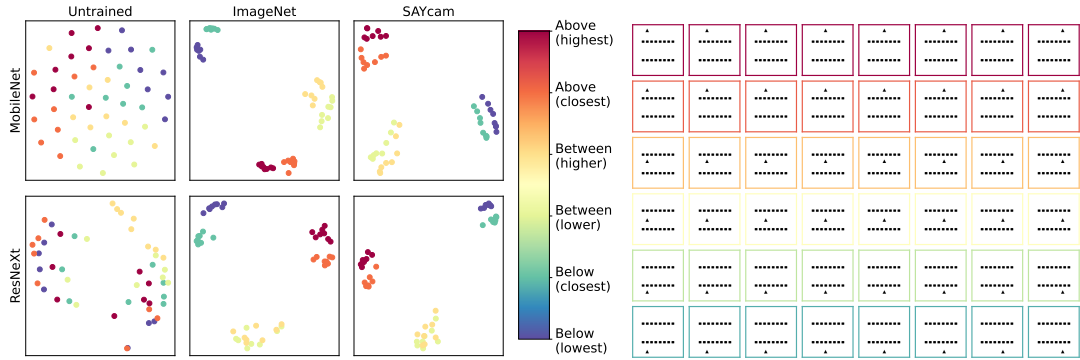 Untrained
ImageNet
SAYcam
MobileNet
ResNeXt
Above
(highest)
Above
(closest)
Between
(higher)
Between
(lower)
Below
(closest)
Below
(lowest)